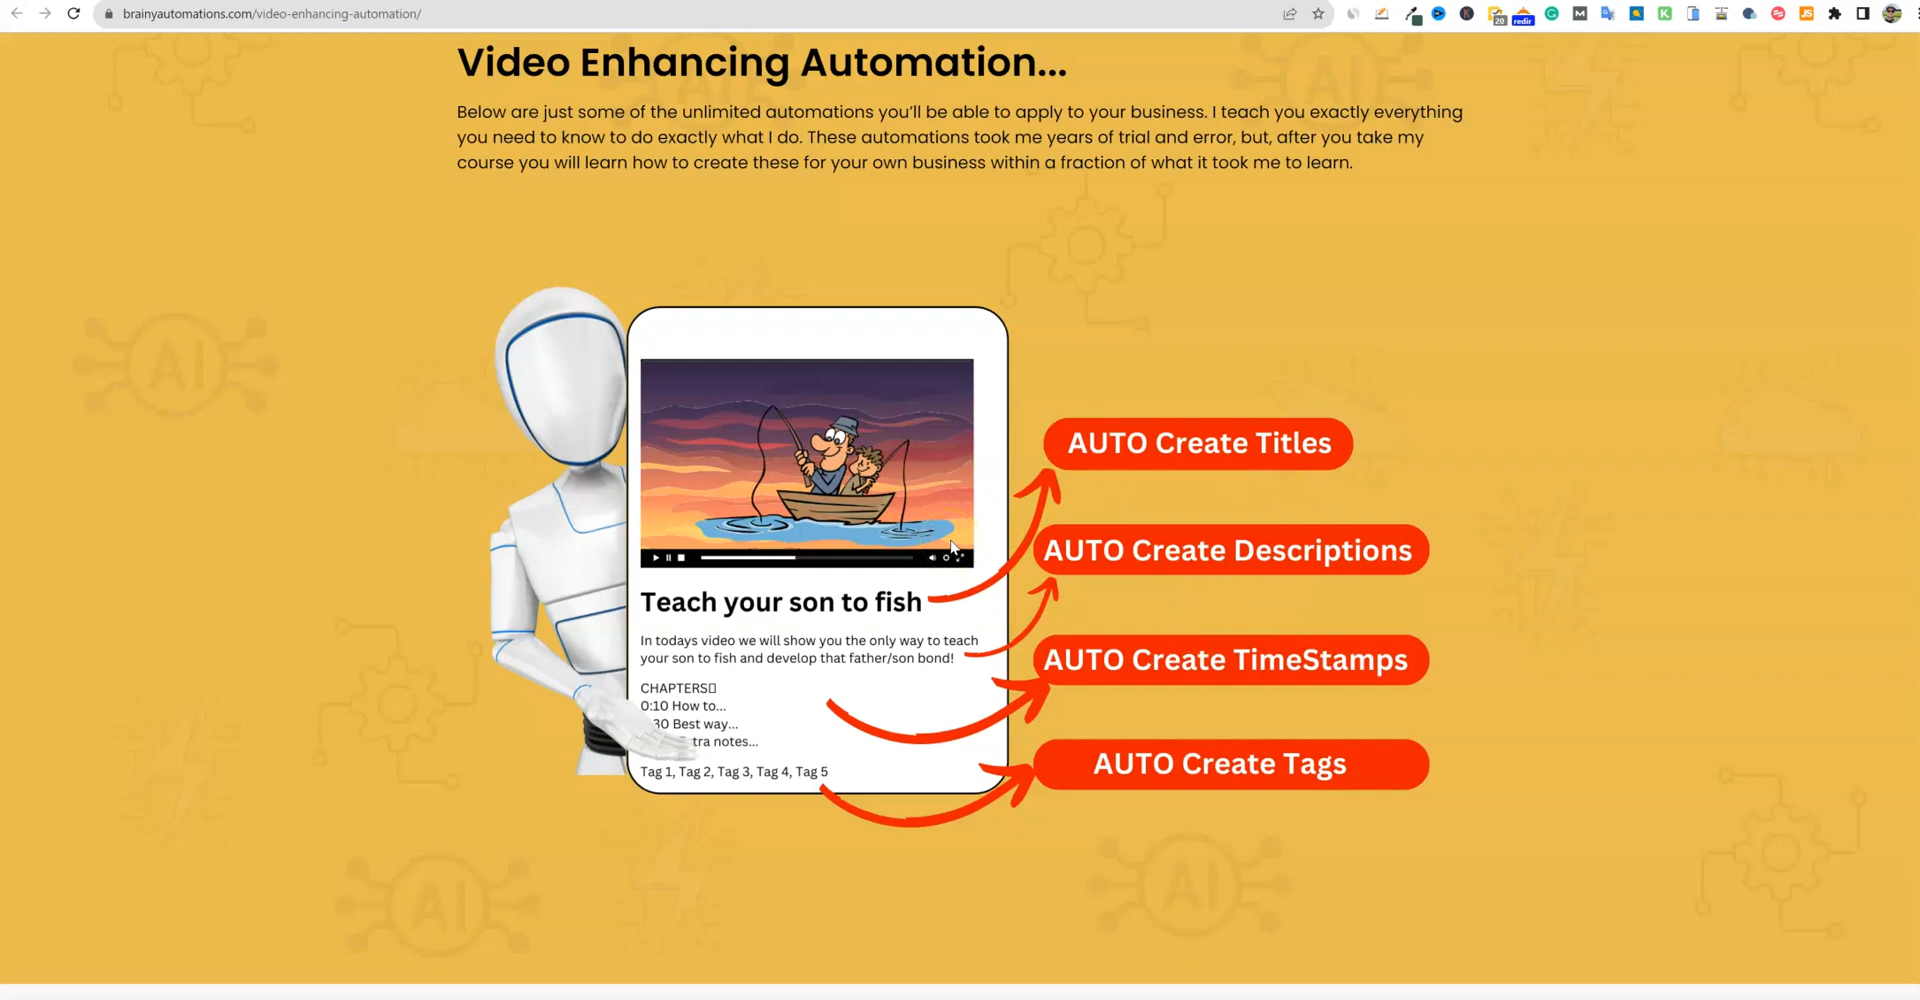 brainyautomations.com/video-enhancing-automation/
20
redir
Video Enhancing Automation...
Below are just some of the unlimited automations you'll be able to apply to your business. I teach you exactly everything
you need to know to do exactly what I do. These automations took me years of trial and error, but, after you take my
course you will learn how to create these for your own business within a fraction of what it took me to learn.
AI
AI
AI
AI
AI
AUTO Create Titles
AUTO Create Descriptions
Teach your son to fish
In todays video we will show you the only way to teach
your son to fish and develop that father/son bond!
AUTO Create TimeStamps
CHAPTERS
0:10 How to...
30 Best way...
tra notes...
Tag 1, Tag 2, Tag 3, Tag 4, Tag 5
AUTO Create Tags